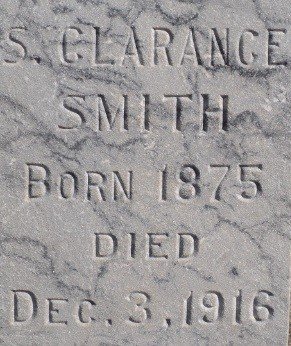 S. CLARANCE
SMITH
BORN 1875
DIED
DEC. 3, 1916